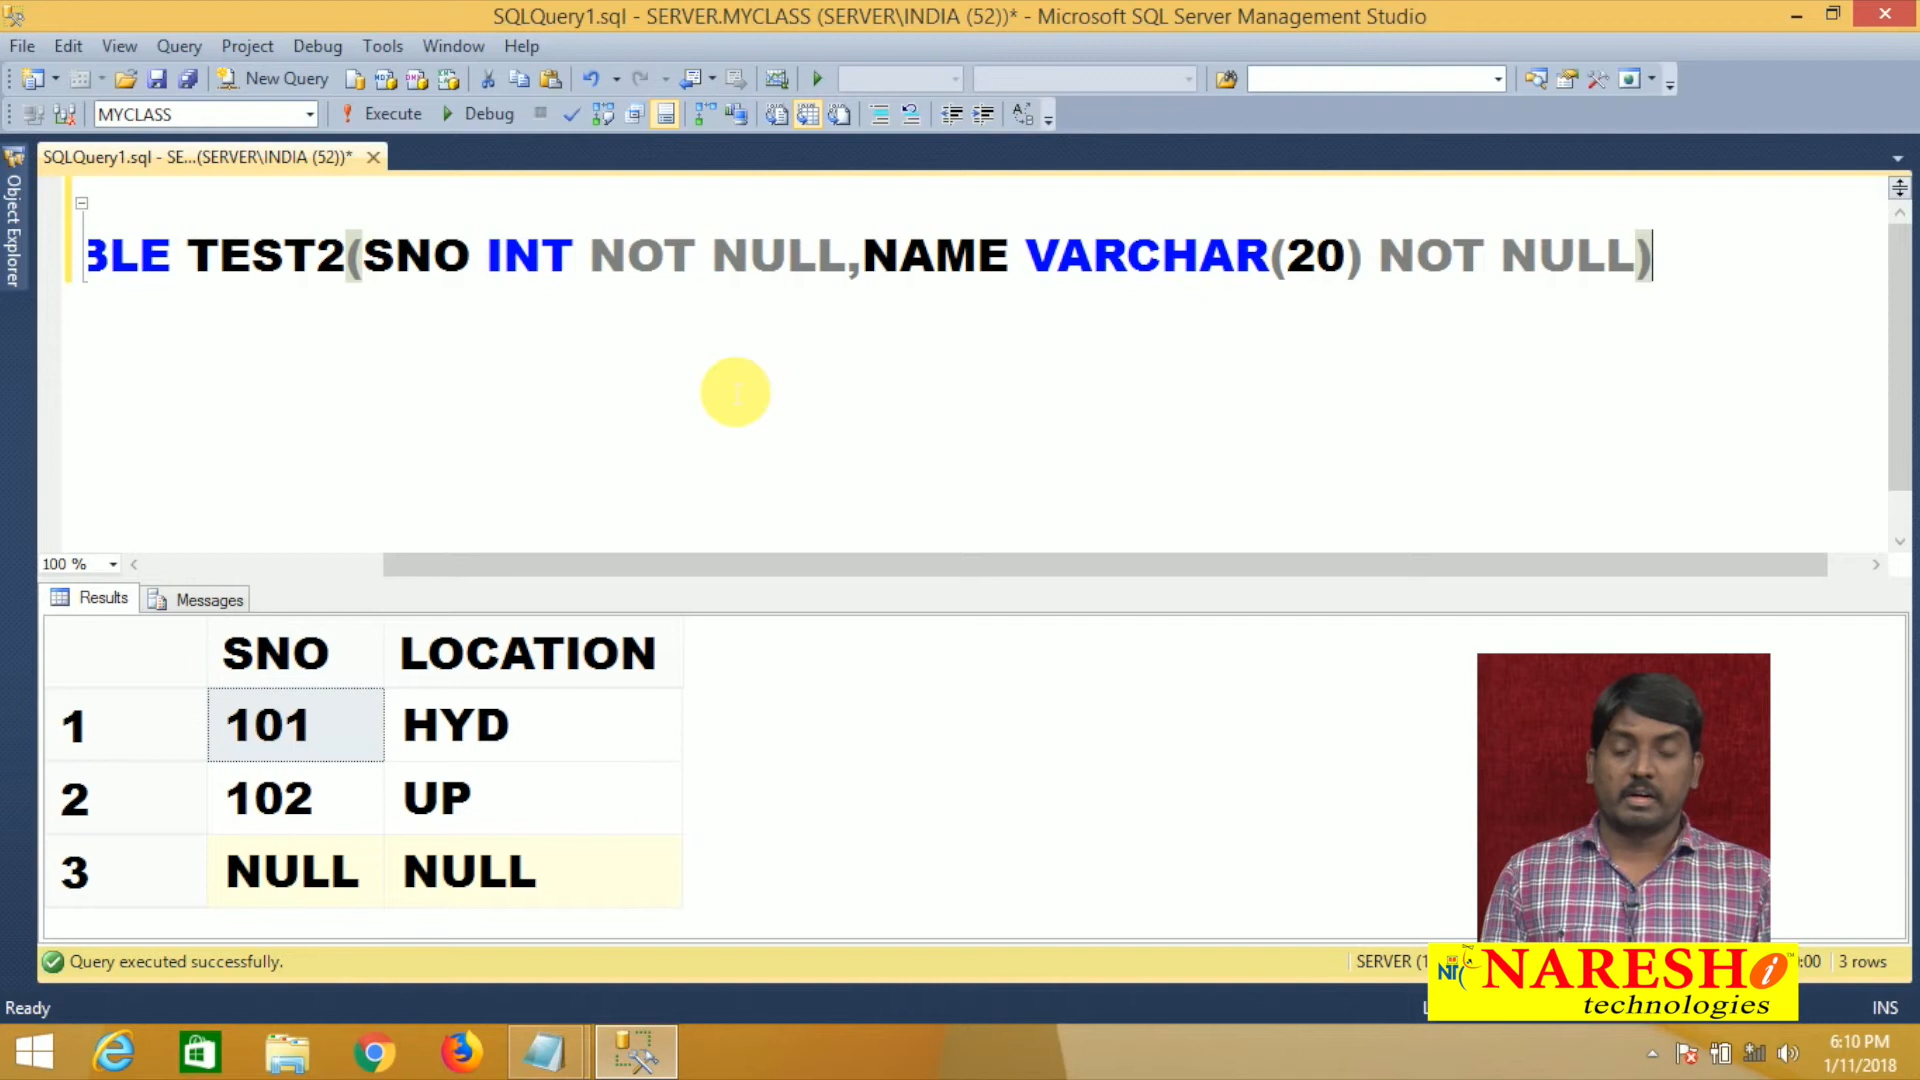 SQLQuery1.sql - SERVER.MYCLASS (SERVER\INDIA (52))* - Microsoft SQL Server Management Studio
File Edit View Query Project Debug Tools Window Help
New Query
MYCLASS Execute Debug
SQLQuery1.sql - SE...(SERVER\INDIA (52))*
Object Explorer
BLE TEST2(SNO INT NOT NULL,NAME VARCHAR(20) NOT NULL)
100 %
Results Messages
SNO LOCATION
1 101 HYD
2 102 UP
3 NULL NULL
Query executed successfully. SERVER (1 :00 3 rows
NARESH i
technologies
Ready INS
6:10 PM
1/11/2018